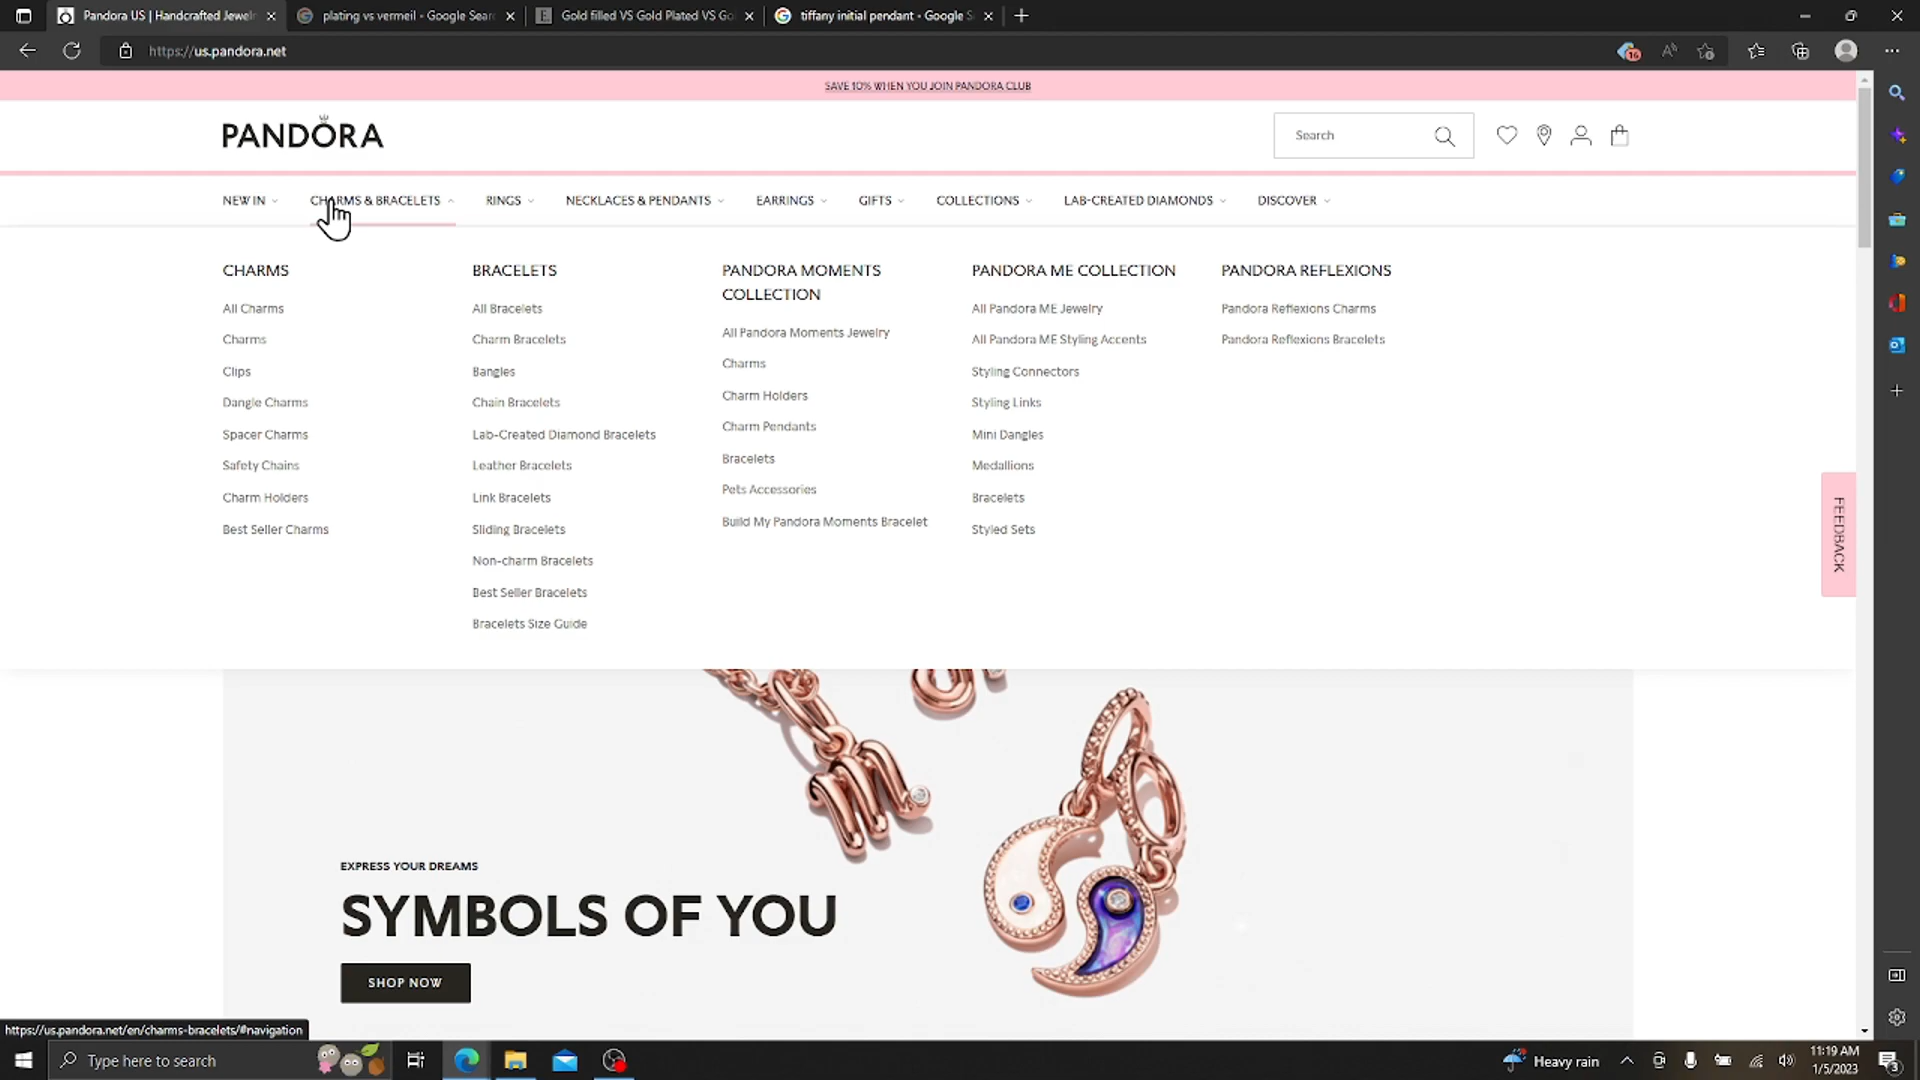 Pandora US | Handcrafted Jewel
plating vs vermeil - Google Sear
Gold filled VS Gold Plated VS Go
tiffany initial pendant - Google S
https://us.pandora.net
16
SAVE 10% WHEN YOU JOIN PANDORA CLUB
PANDORA
Search
NEW IN
CHARMS & BRACELETS
RINGS
NECKLACES & PENDANTS
EARRINGS
GIFTS
COLLECTIONS
LAB-CREATED DIAMONDS
DISCOVER
CHARMS
All Charms
Charms
Clips
Dangle Charms
Spacer Charms
Safety Chains
Charm Holders
Best Seller Charms
BRACELETS
All Bracelets
Charm Bracelets
Bangles
Chain Bracelets
Lab-Created Diamond Bracelets
Leather Bracelets
Link Bracelets
Sliding Bracelets
Non-charm Bracelets
Best Seller Bracelets
Bracelets Size Guide
PANDORA MOMENTS
COLLECTION
All Pandora Moments Jewelry
Charms
Charm Holders
Charm Pendants
Bracelets
Pets Accessories
Build My Pandora Moments Bracelet
PANDORA ME COLLECTION
All Pandora ME Jewelry
All Pandora ME Styling Accents
Styling Connectors
Styling Links
Mini Dangles
Medallions
Bracelets
Styled Sets
PANDORA REFLEXIONS
Pandora Reflexions Charms
Pandora Reflexions Bracelets
FEEDBACK
EXPRESS YOUR DREAMS
SYMBOLS OF YOU
SHOP NOW
https://us.pandora.net/en/charms-bracelets/#navigation
Type here to search
Heavy rain
11:19 AM
1/5/2023
3